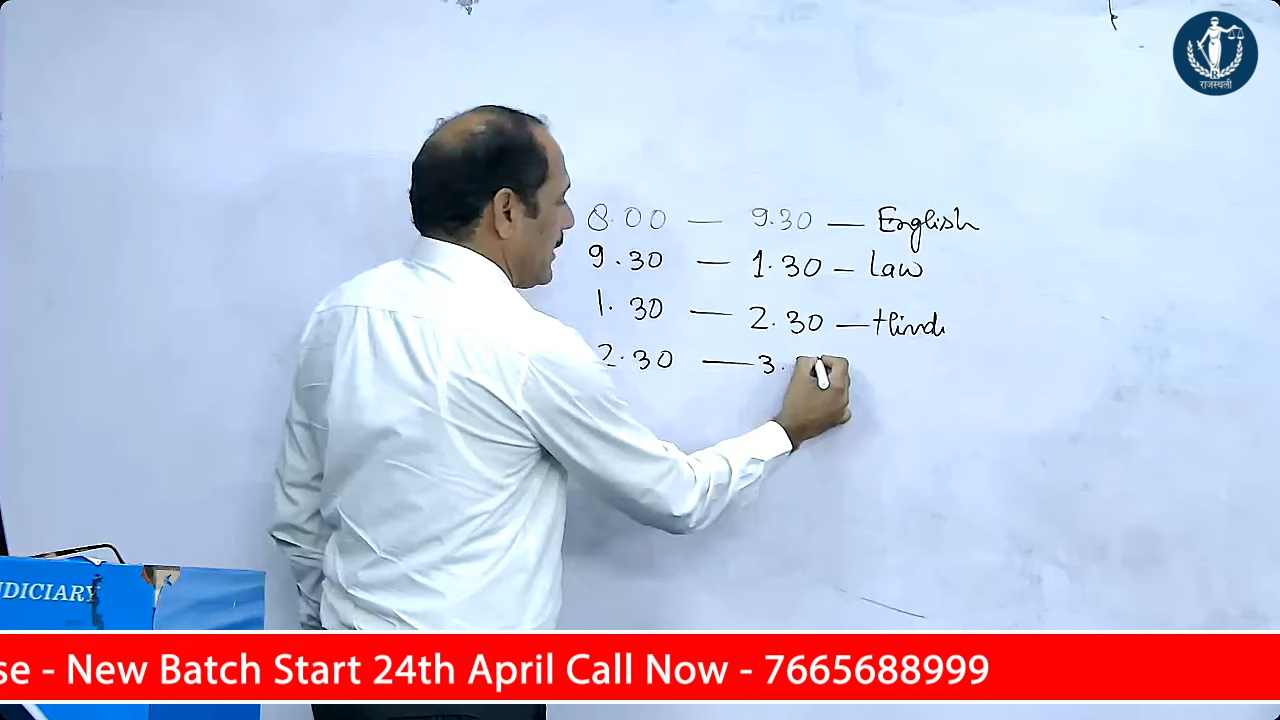 राजस्थली
8.00 — 9.30 — English
9.30 — 1.30 — Law
1.30 — 2.30 — Hindi
2.30 — 3.
UDICIARY
se - New Batch Start 24th April Call Now - 7665688999